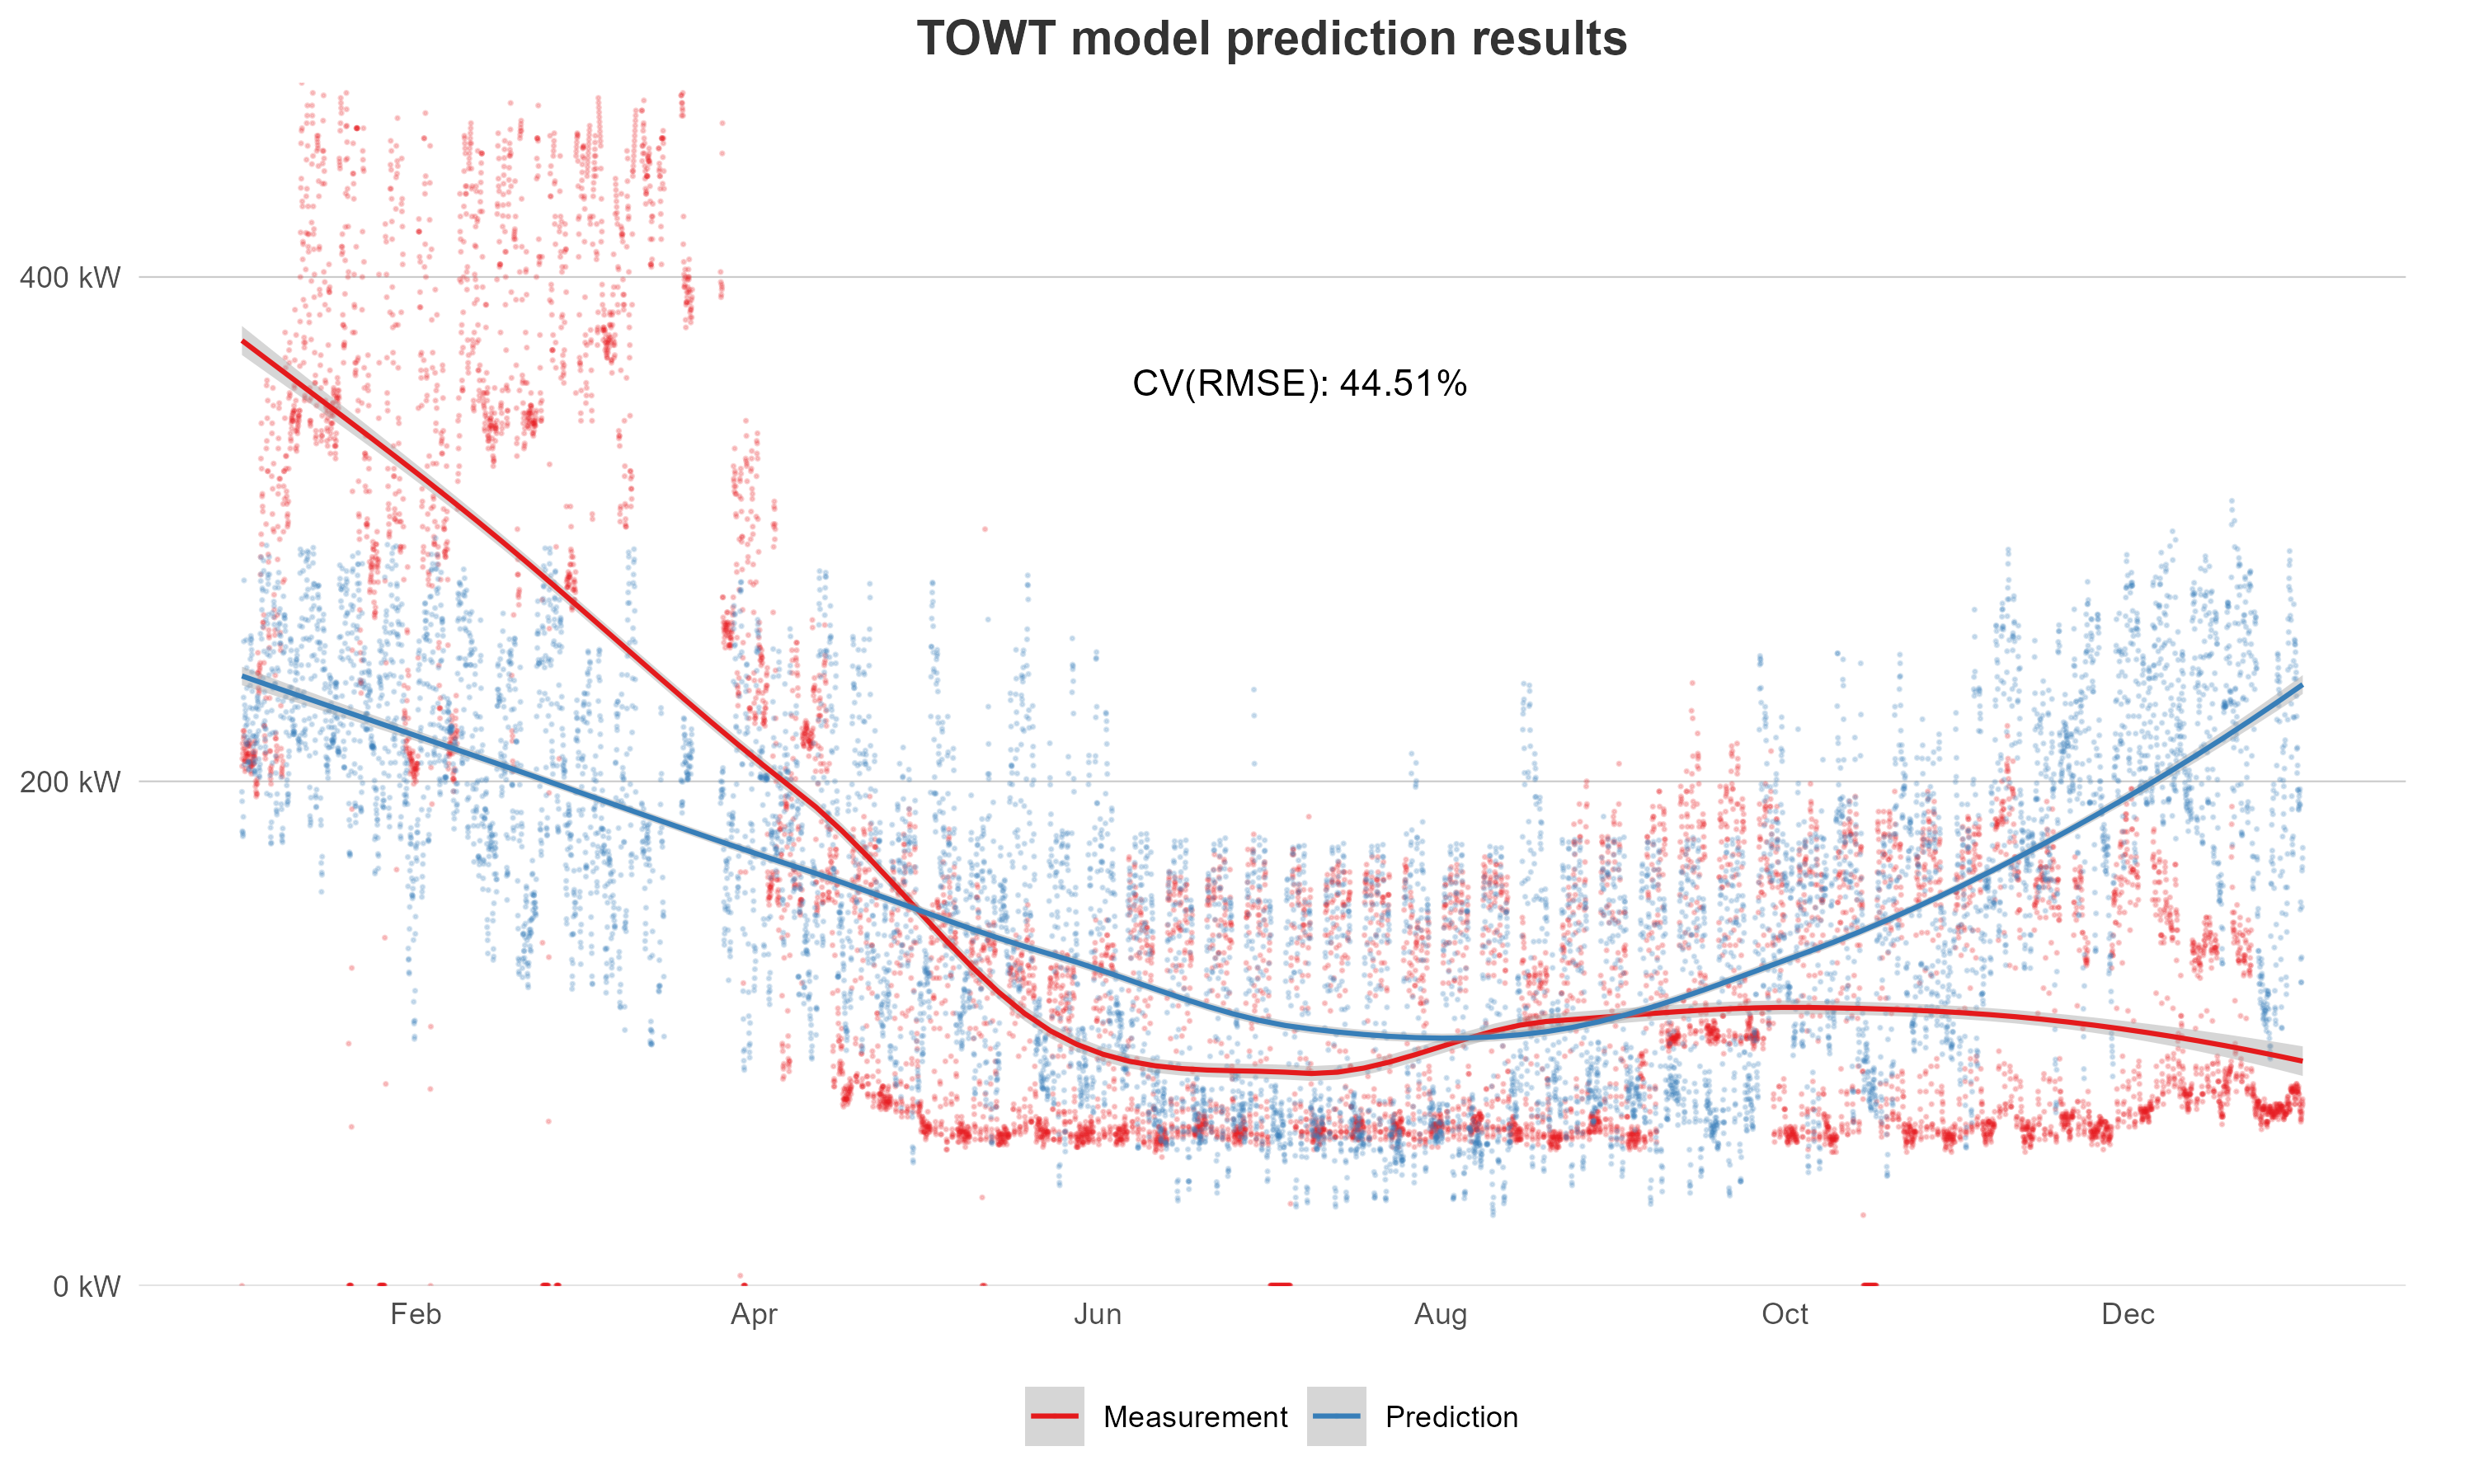 TOWT model prediction results
400 kW
CV(RMSE): 44.51%
200 kW
0 kW
Feb Apr Jun Aug Oct Dec
Measurement Prediction